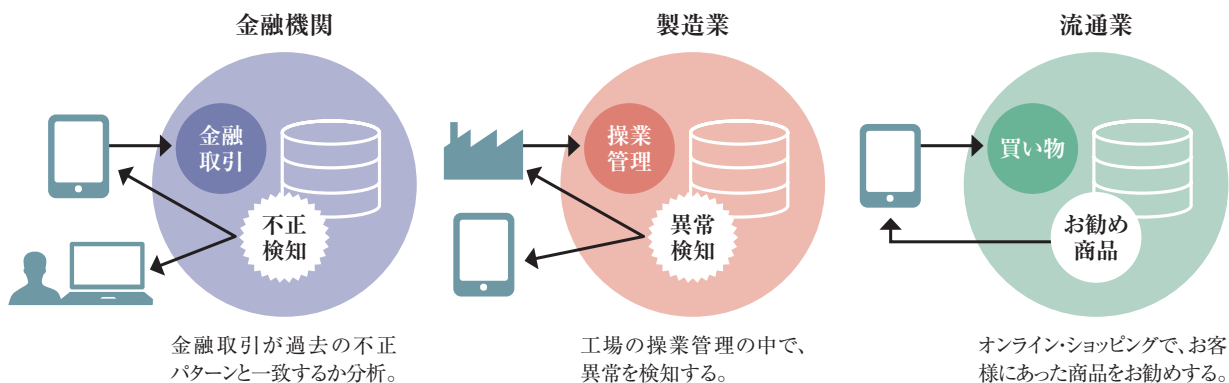 金融機関
金融
取引
不正
検知
金融取引が過去の不正
パターンと一致するか分析。
製造業
操業
管理
異常
検知
工場の操業管理の中で、
異常を検知する。
流通業
買い物
お勧め
商品
オンライン・ショッピングで、お客
様にあった商品をお勧めする。